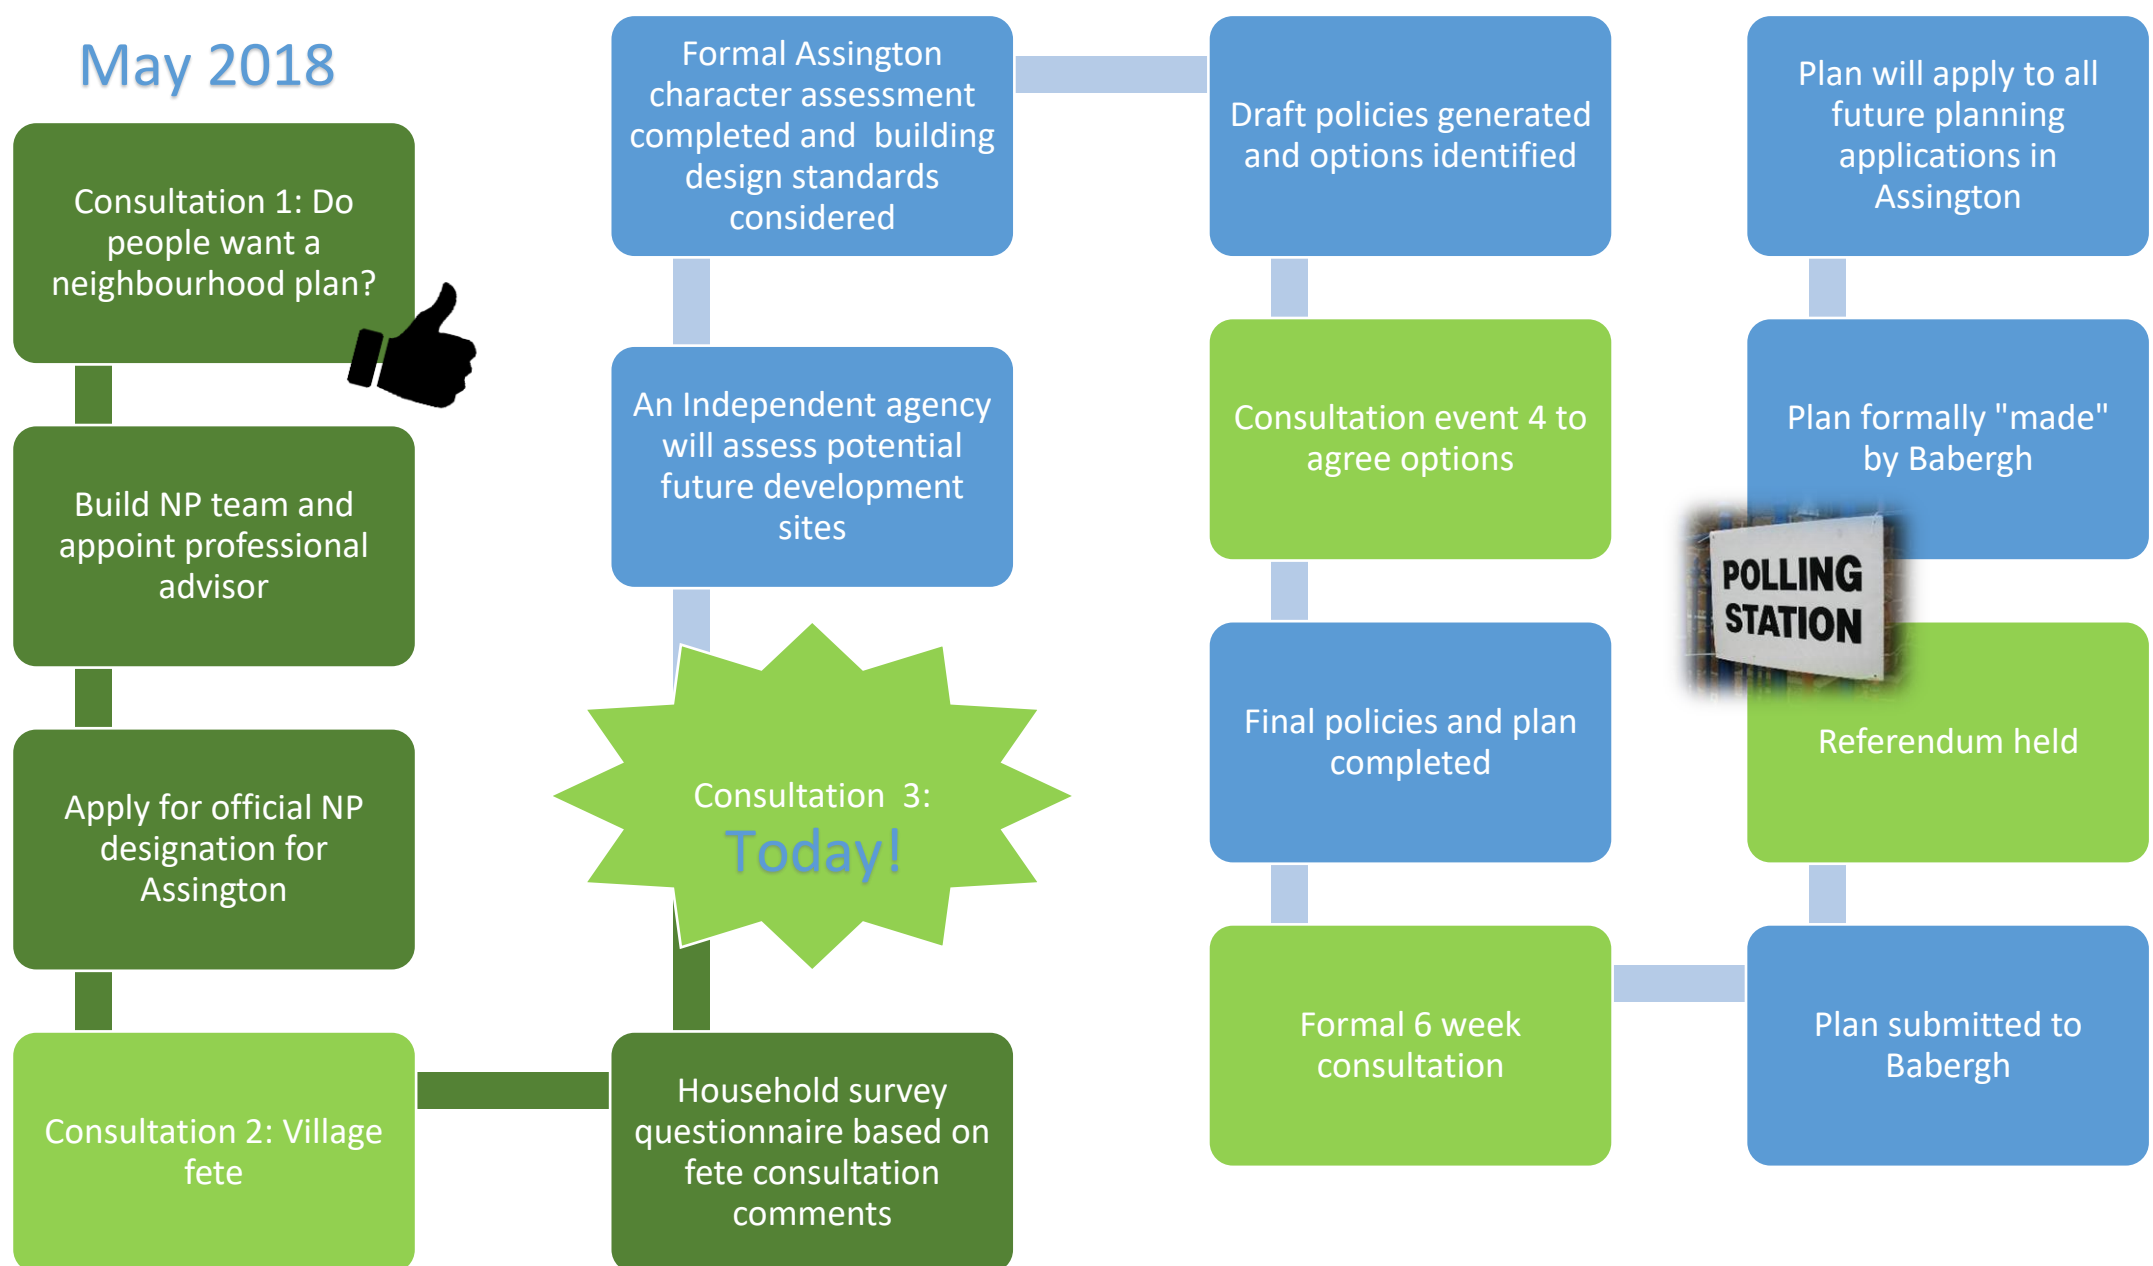 May 2018
Consultation 1: Do
people want a
neighbourhood plan?
Build NP team and
appoint professional
advisor
Apply for official NP
designation for
Assington
Consultation 2: Village
fete
Household survey
questionnaire based on
fete consultation
comments
Consultation 3:
Today!
An Independent agency
will assess potential
future development
sites
Formal Assington
character assessment
completed and building
design standards
considered
Draft policies generated
and options identified
Consultation event 4 to
agree options
Final policies and plan
completed
Formal 6 week
consultation
Plan submitted to
Babergh
Referendum held
POLLING
STATION
Plan formally "made"
by Babergh
Plan will apply to all
future planning
applications in
Assington